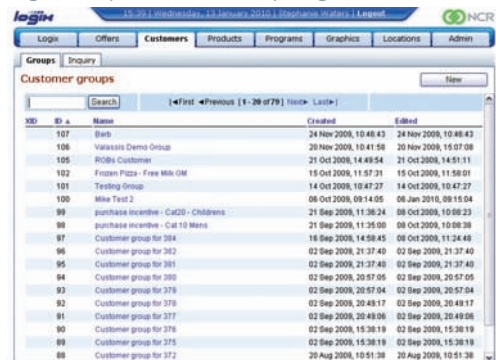 logix 15:39 | Wednesday, 13 January 2010 | Stephanie Waters | Logout NCR
Logix Offers Customers Products Programs Graphics Locations Admin
Groups Inquiry
Customer groups New
Search [◄First ◄Previous [1 - 20 of 79] Next► Last►]
XID ID ▲ Name Created Edited
107 Barb 24 Nov 2009, 10:46:43 24 Nov 2009, 10:46:43
106 Valassis Demo Group 20 Nov 2009, 10:41:58 20 Nov 2009, 15:07:08
105 ROBs Customer 21 Oct 2009, 14:49:54 21 Oct 2009, 14:51:11
102 Frozen Pizza - Free Milk GM 15 Oct 2009, 11:57:31 15 Oct 2009, 11:58:01
101 Testing Group 14 Oct 2009, 10:47:27 14 Oct 2009, 10:47:27
100 Mike Test 2 06 Oct 2009, 09:14:05 06 Jan 2010, 09:15:04
99 purchase incentive - Cat20 - Childrens 21 Sep 2009, 11:36:24 08 Oct 2009, 10:08:23
98 purchase incentive - Cat 10 Mens 21 Sep 2009, 11:35:00 08 Oct 2009, 10:08:38
97 Customer group for 384 16 Sep 2009, 14:58:45 08 Oct 2009, 11:24:48
96 Customer group for 382 02 Sep 2009, 21:37:40 02 Sep 2009, 21:37:40
95 Customer group for 381 02 Sep 2009, 21:37:40 02 Sep 2009, 21:37:40
94 Customer group for 380 02 Sep 2009, 20:57:05 02 Sep 2009, 20:57:05
93 Customer group for 379 02 Sep 2009, 20:57:04 02 Sep 2009, 20:57:04
92 Customer group for 378 02 Sep 2009, 20:49:17 02 Sep 2009, 20:49:17
91 Customer group for 377 02 Sep 2009, 20:49:06 02 Sep 2009, 20:49:06
90 Customer group for 376 02 Sep 2009, 15:38:19 02 Sep 2009, 15:38:19
89 Customer group for 375 02 Sep 2009, 15:38:19 02 Sep 2009, 15:38:19
88 Customer group for 372 20 Aug 2009, 10:51:38 20 Aug 2009, 10:51:38